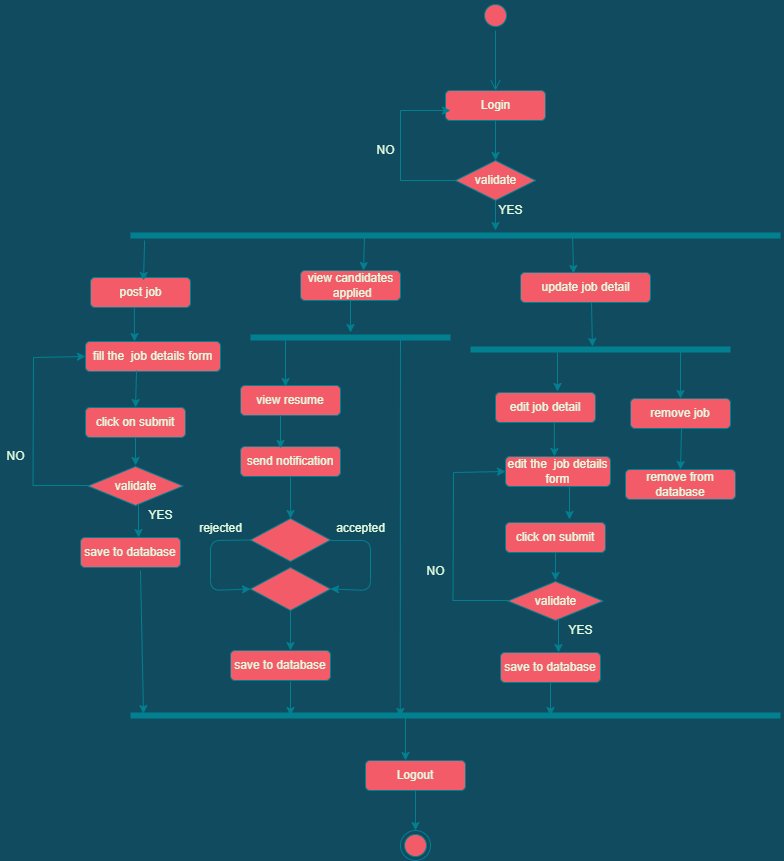 Login
NO
validate
YES
post job
view candidates
applied
update job detail
fill the  job details form
click on submit
NO
validate
YES
save to database
view resume
send notification
rejected
accepted
save to database
edit job detail
edit the  job details
form
click on submit
NO
validate
YES
save to database
remove job
remove from
database
Logout